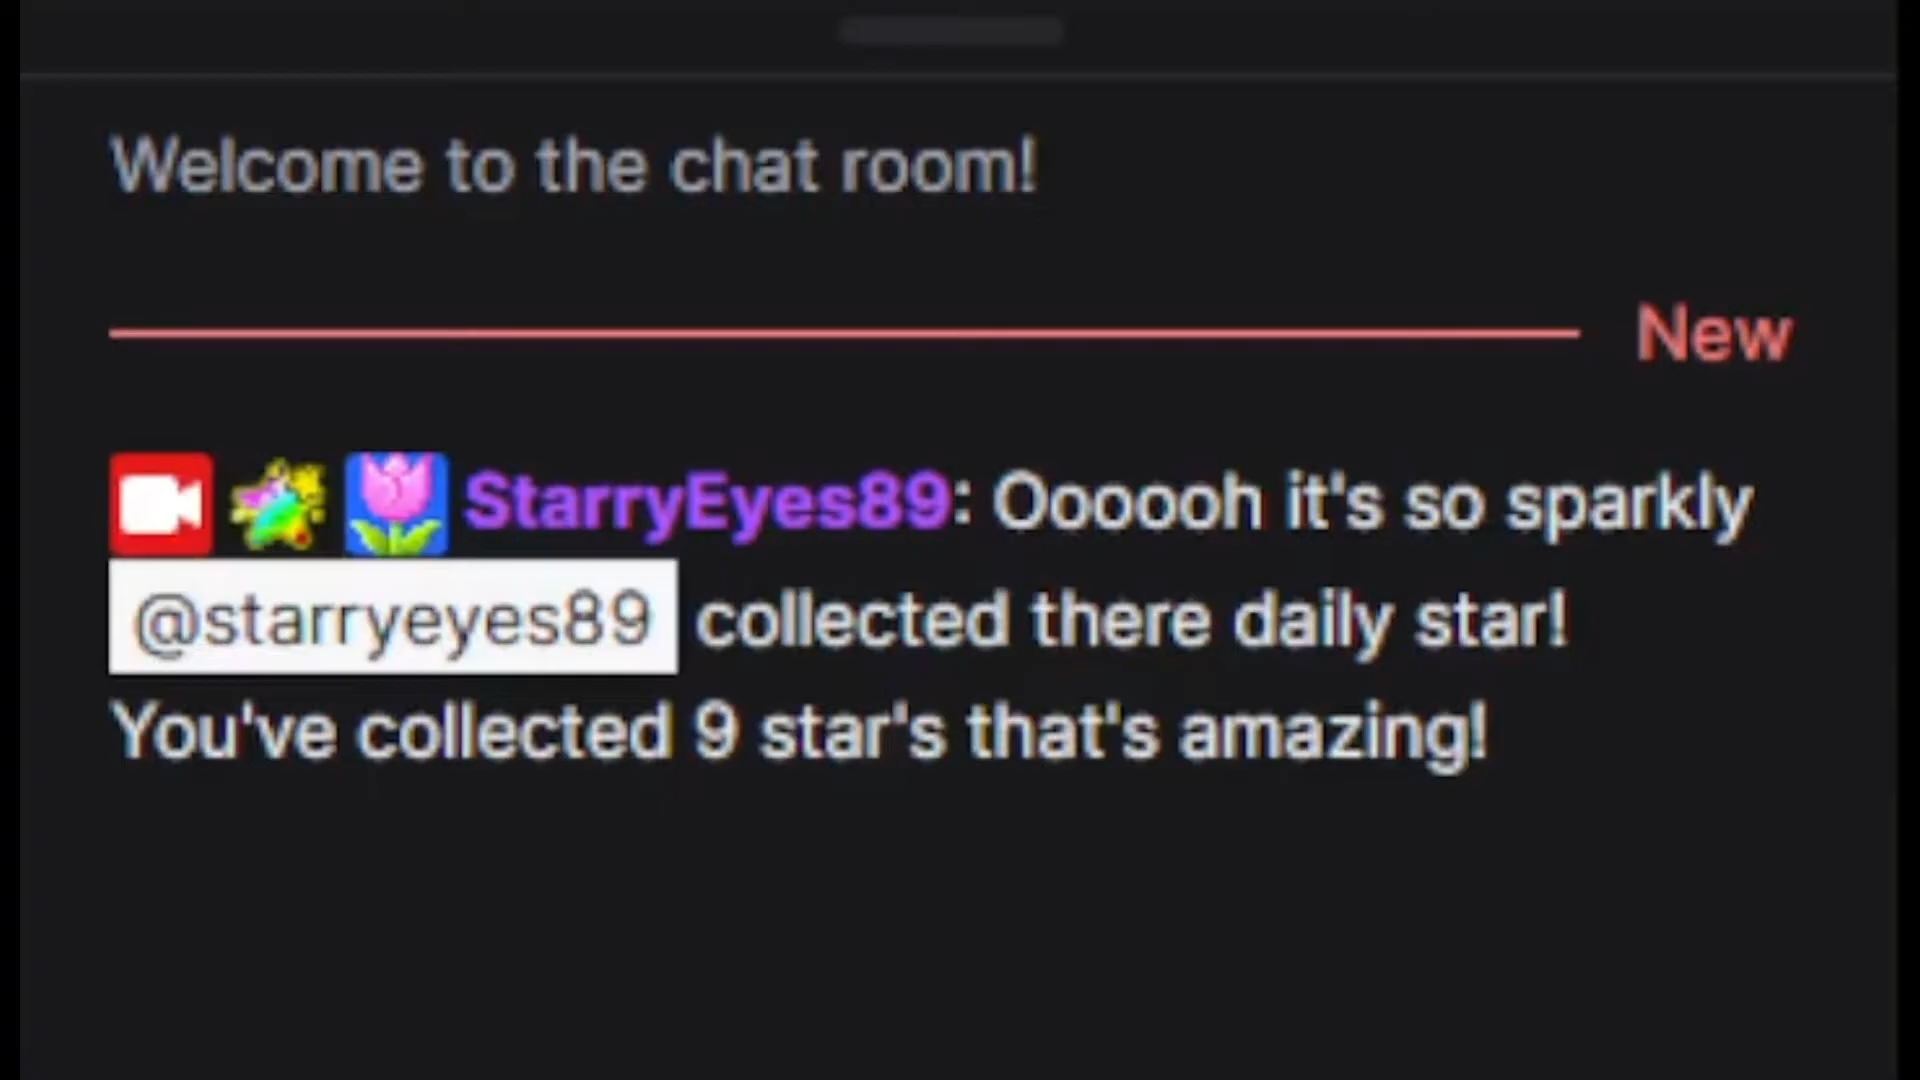 Welcome to the chat room!
New
StarryEyes89: Oooooh it's so sparkly
@starryeyes89 collected there daily star!
You've collected 9 star's that's amazing!